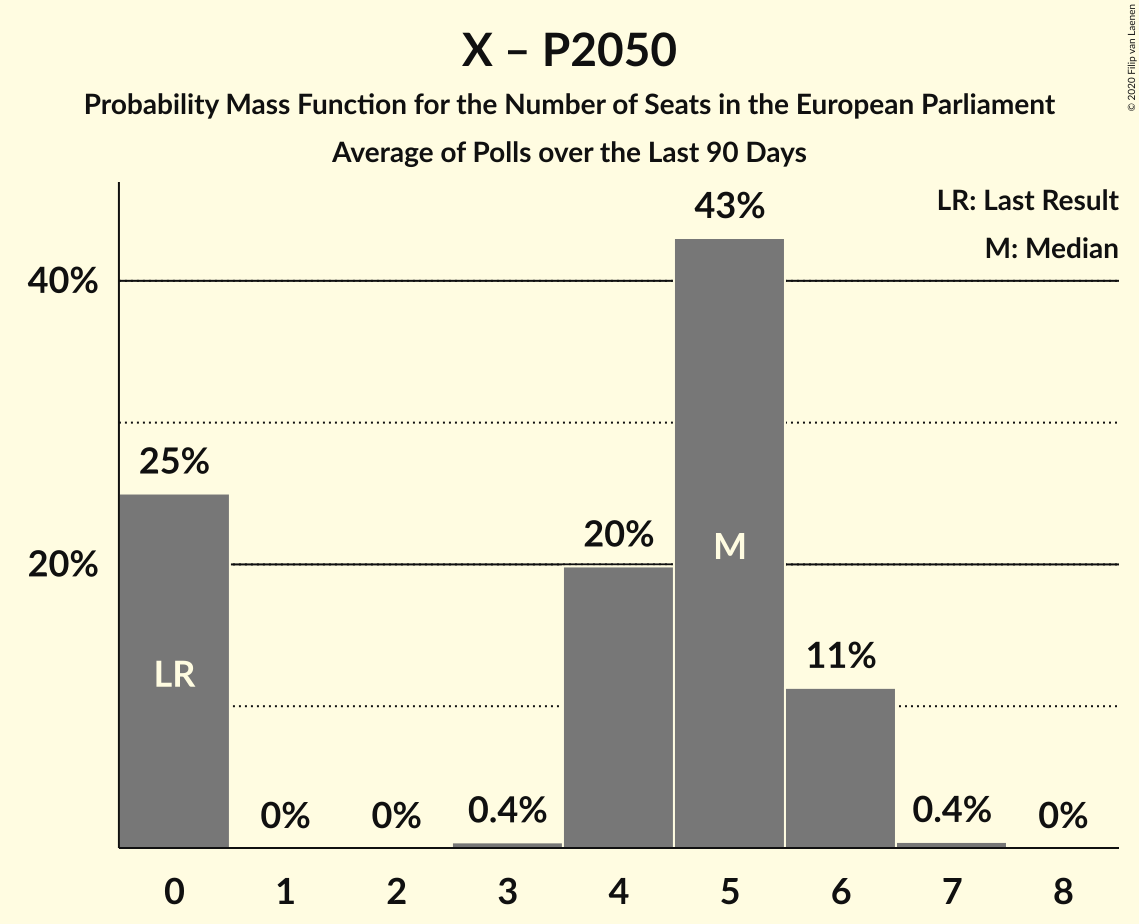 X – P2050
Probability Mass Function for the Number of Seats in the European Parliament
Average of Polls over the Last 90 Days
© 2020 Filip van Laenen
LR: Last Result
M: Median
43%
40%
25%
20%
20%
M
LR
11%
0%
0%
0.4%
0.4%
0%
0
1
2
3
4
5
6
7
8